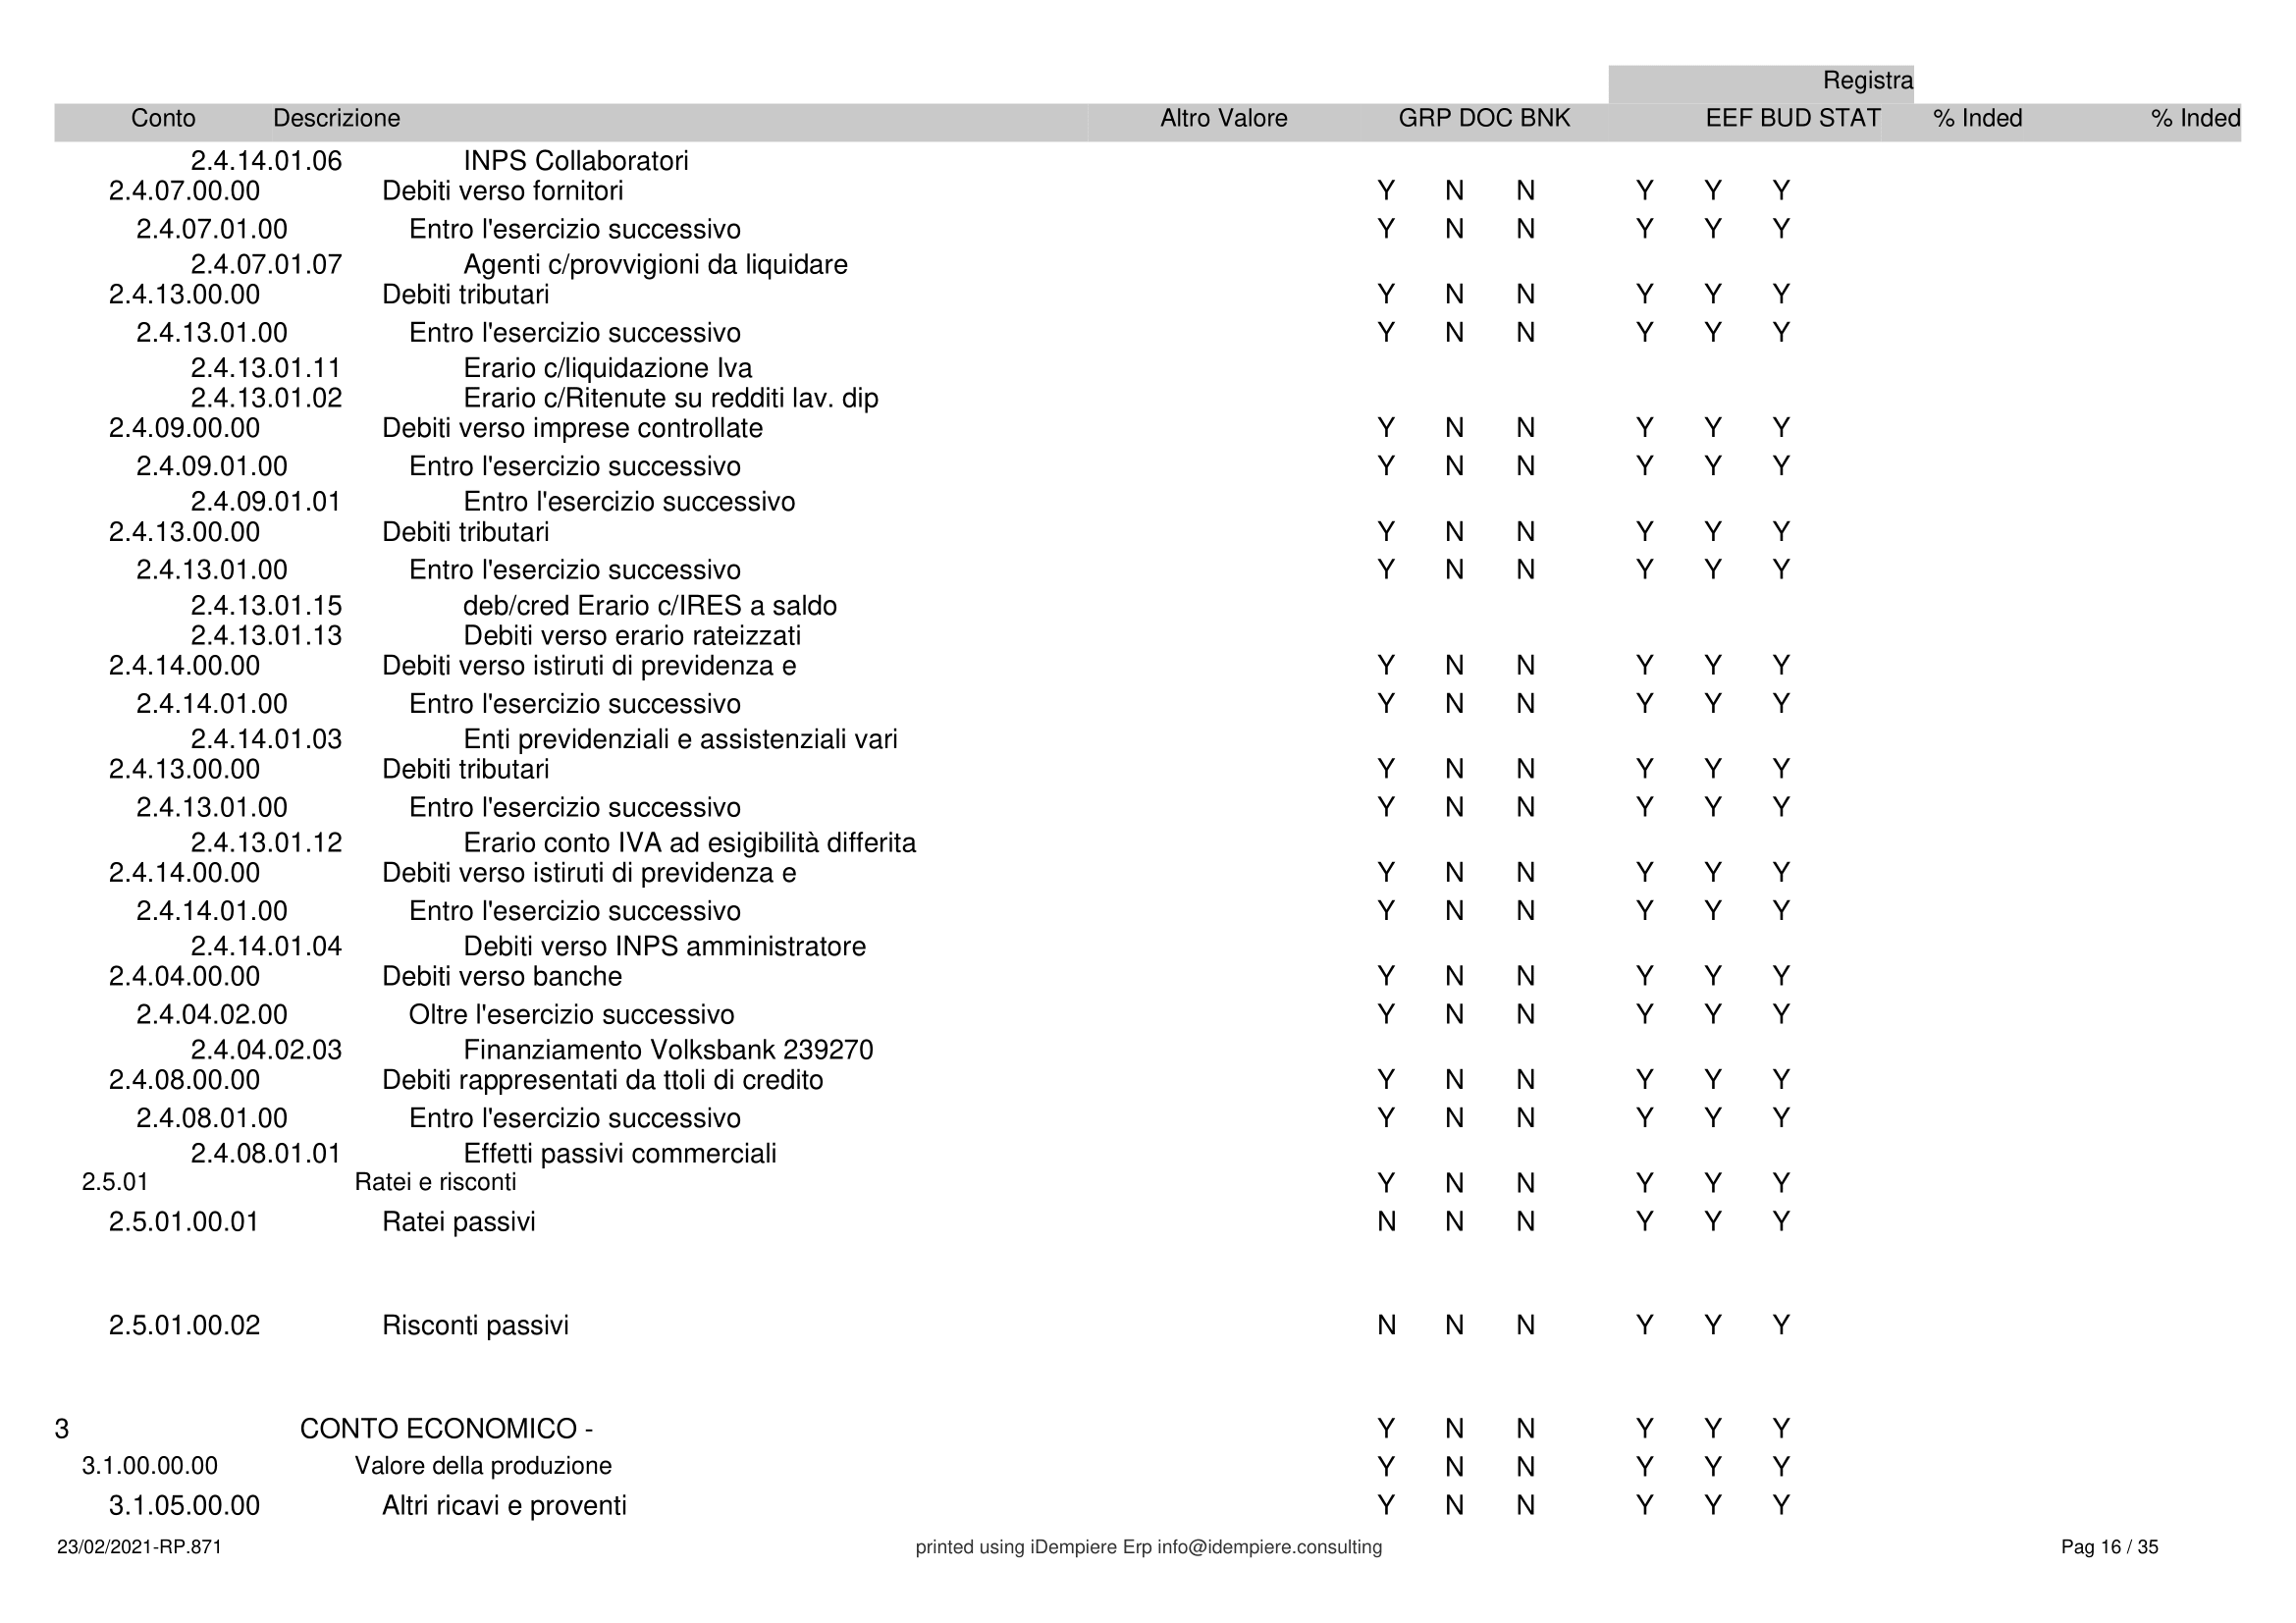 Registra
Conto Descrizione Altro Valore GRP DOC BNK EEF BUD STAT % Inded % Inded
2.4.14.01.06 INPS Collaboratori
2.4.07.00.00 Debiti verso fornitori Y N N Y Y Y
2.4.07.01.00 Entro l'esercizio successivo Y N N Y Y Y
2.4.07.01.07 Agenti c/provvigioni da liquidare
2.4.13.00.00 Debiti tributari Y N N Y Y Y
2.4.13.01.00 Entro l'esercizio successivo Y N N Y Y Y
2.4.13.01.11 Erario c/liquidazione Iva
2.4.13.01.02 Erario c/Ritenute su redditi lav. dip
2.4.09.00.00 Debiti verso imprese controllate Y N N Y Y Y
2.4.09.01.00 Entro l'esercizio successivo Y N N Y Y Y
2.4.09.01.01 Entro l'esercizio successivo
2.4.13.00.00 Debiti tributari Y N N Y Y Y
2.4.13.01.00 Entro l'esercizio successivo Y N N Y Y Y
2.4.13.01.15 deb/cred Erario c/IRES a saldo
2.4.13.01.13 Debiti verso erario rateizzati
2.4.14.00.00 Debiti verso istiruti di previdenza e Y N N Y Y Y
2.4.14.01.00 Entro l'esercizio successivo Y N N Y Y Y
2.4.14.01.03 Enti previdenziali e assistenziali vari
2.4.13.00.00 Debiti tributari Y N N Y Y Y
2.4.13.01.00 Entro l'esercizio successivo Y N N Y Y Y
2.4.13.01.12 Erario conto IVA ad esigibilità differita
2.4.14.00.00 Debiti verso istiruti di previdenza e Y N N Y Y Y
2.4.14.01.00 Entro l'esercizio successivo Y N N Y Y Y
2.4.14.01.04 Debiti verso INPS amministratore
2.4.04.00.00 Debiti verso banche Y N N Y Y Y
2.4.04.02.00 Oltre l'esercizio successivo Y N N Y Y Y
2.4.04.02.03 Finanziamento Volksbank 239270
2.4.08.00.00 Debiti rappresentati da ttoli di credito Y N N Y Y Y
2.4.08.01.00 Entro l'esercizio successivo Y N N Y Y Y
2.4.08.01.01 Effetti passivi commerciali
2.5.01 Ratei e risconti Y N N Y Y Y
2.5.01.00.01 Ratei passivi N N N Y Y Y
2.5.01.00.02 Risconti passivi N N N Y Y Y
3 CONTO ECONOMICO - Y N N Y Y Y
3.1.00.00.00 Valore della produzione Y N N Y Y Y
3.1.05.00.00 Altri ricavi e proventi Y N N Y Y Y
23/02/2021-RP.871 printed using iDempiere Erp info@idempiere.consulting Pag 16 / 35